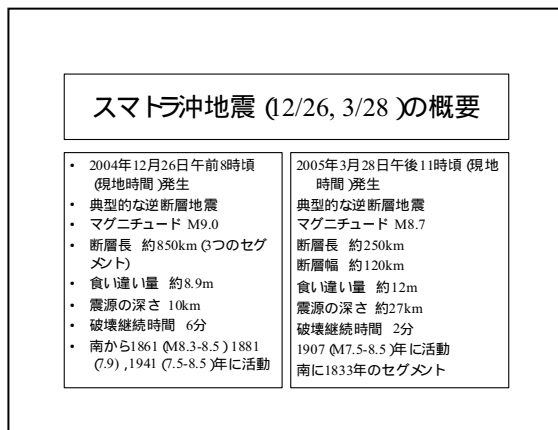 スマトラ沖地震 (12/26, 3/28 )の概要
• 2004年12月26日午前8時頃
(現地時間 )発生
• 典型的な逆断層地震
• マグニチュード M9.0
• 断層長 約850km (3つのセグ
メント)
• 食い違い量 約8.9m
• 震源の深さ 10km
• 破壊継続時間 6分
• 南から1861 (M8.3-8.5 ) 1881
(7.9) , 1941 (7.5-8.5 )年に活動
2005年3月28日午後11時頃 (現地
時間 )発生
典型的な逆断層地震
マグニチュード M8.7
断層長 約250km
断層幅 約120km
食い違い量 約12m
震源の深さ 約27km
破壊継続時間 2分
1907 (M7.5-8.5 )年に活動
南に1833年のセグメント